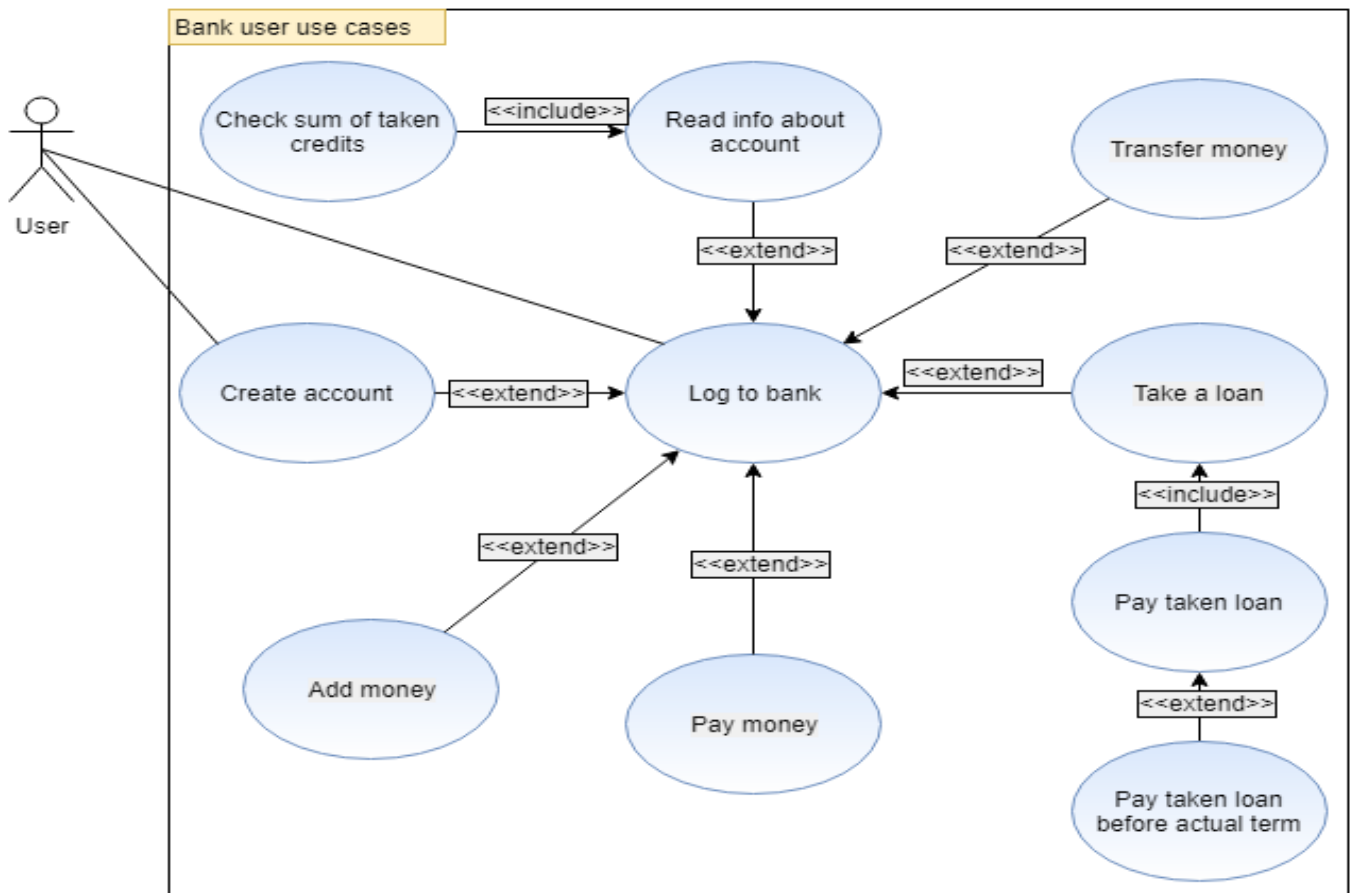 Bank user use cases
Check sum of taken
credits
<<include>>
Read info about
account
Transfer money
User
<<extend>>
<<extend>>
Create account
<<extend>>
Log to bank
<<extend>>
Take a loan
<<include>>
<<extend>>
<<extend>>
Pay taken loan
Add money
Pay money
<<extend>>
Pay taken loan
before actual term